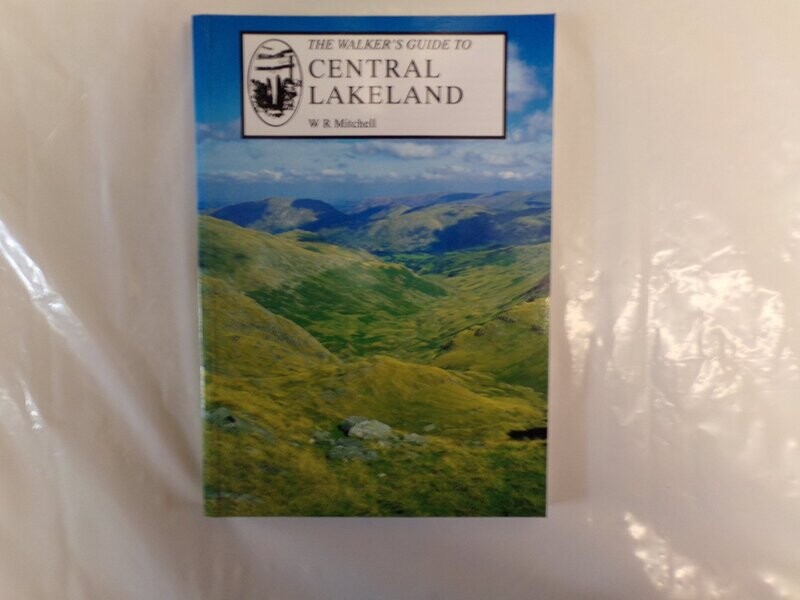 THE WALKER'S GUIDE TO
CENTRAL
LAKELAND
W R Mitchell